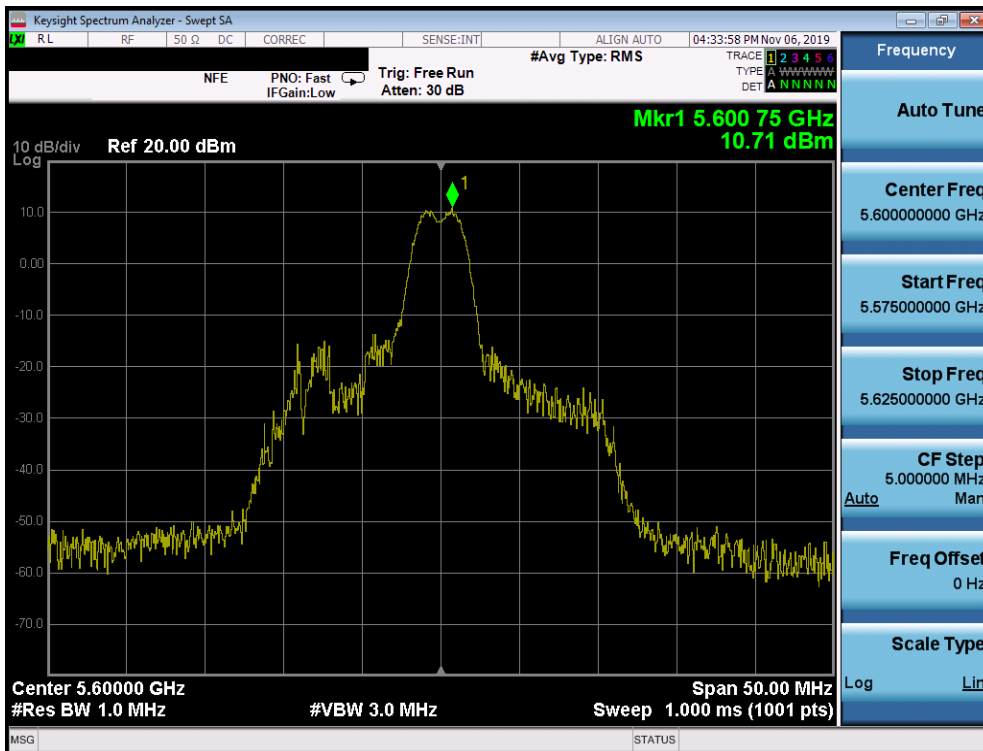 Keysight Spectrum Analyzer - Swept SA
LXI RL RF 50 Ω DC CORREC SENSE:INT ALIGN AUTO 04:33:58 PM Nov 06, 2019
NFE PNO: Fast Trig: Free Run #Avg Type: RMS TRACE 1 2 3 4 5 6
IFGain:Low Atten: 30 dB TYPE A WWWWW
DET A N N N N N
Mkr1 5.600 75 GHz
10.71 dBm
10 dB/div Ref 20.00 dBm
Log
1
10.0
0.00
-10.0
-20.0
-30.0
-40.0
-50.0
-60.0
-70.0
Center 5.60000 GHz Span 50.00 MHz
#Res BW 1.0 MHz #VBW 3.0 MHz Sweep 1.000 ms (1001 pts)
MSG STATUS
Frequency
Auto Tune
Center Freq
5.600000000 GHz
Start Freq
5.575000000 GHz
Stop Freq
5.625000000 GHz
CF Step
5.000000 MHz
Auto Man
Freq Offset
0 Hz
Scale Type
Log Lin